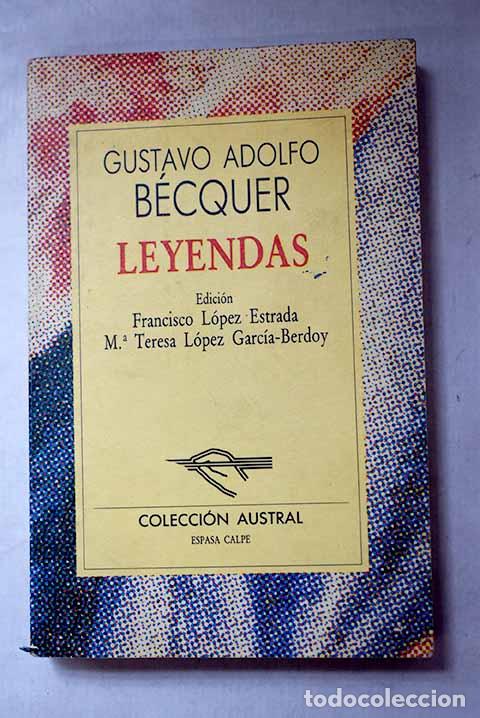 GUSTAVO ADOLFO
BÉCQUER
LEYENDAS
Edición
Francisco López Estrada
M.ª Teresa López García-Berdoy
COLECCIÓN AUSTRAL
ESPASA CALPE
todocoleccion